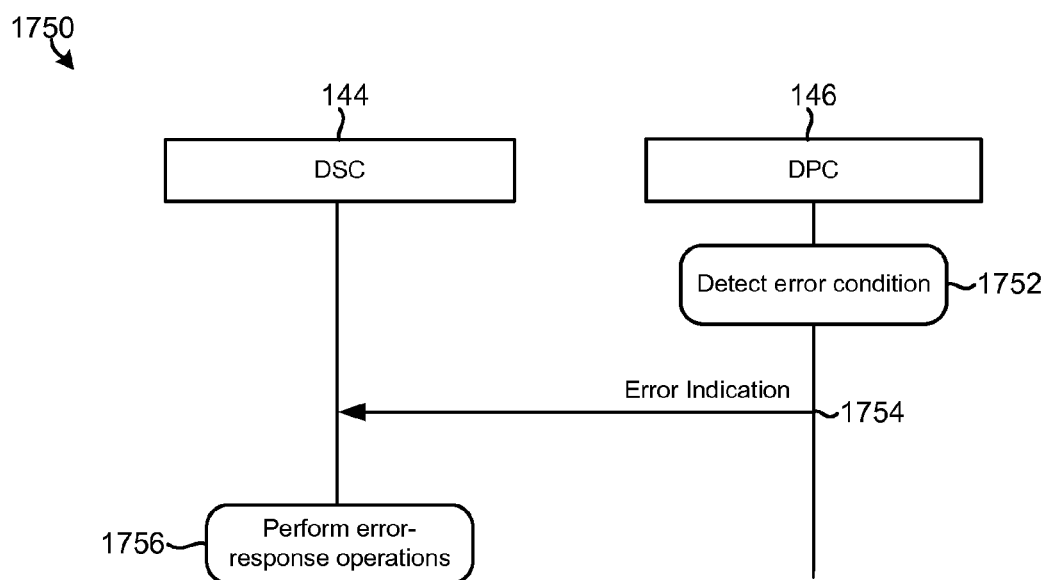 1750
144
146
DSC
DPC
Detect error condition
1752
Error Indication
1754
1756
Perform error-
response operations